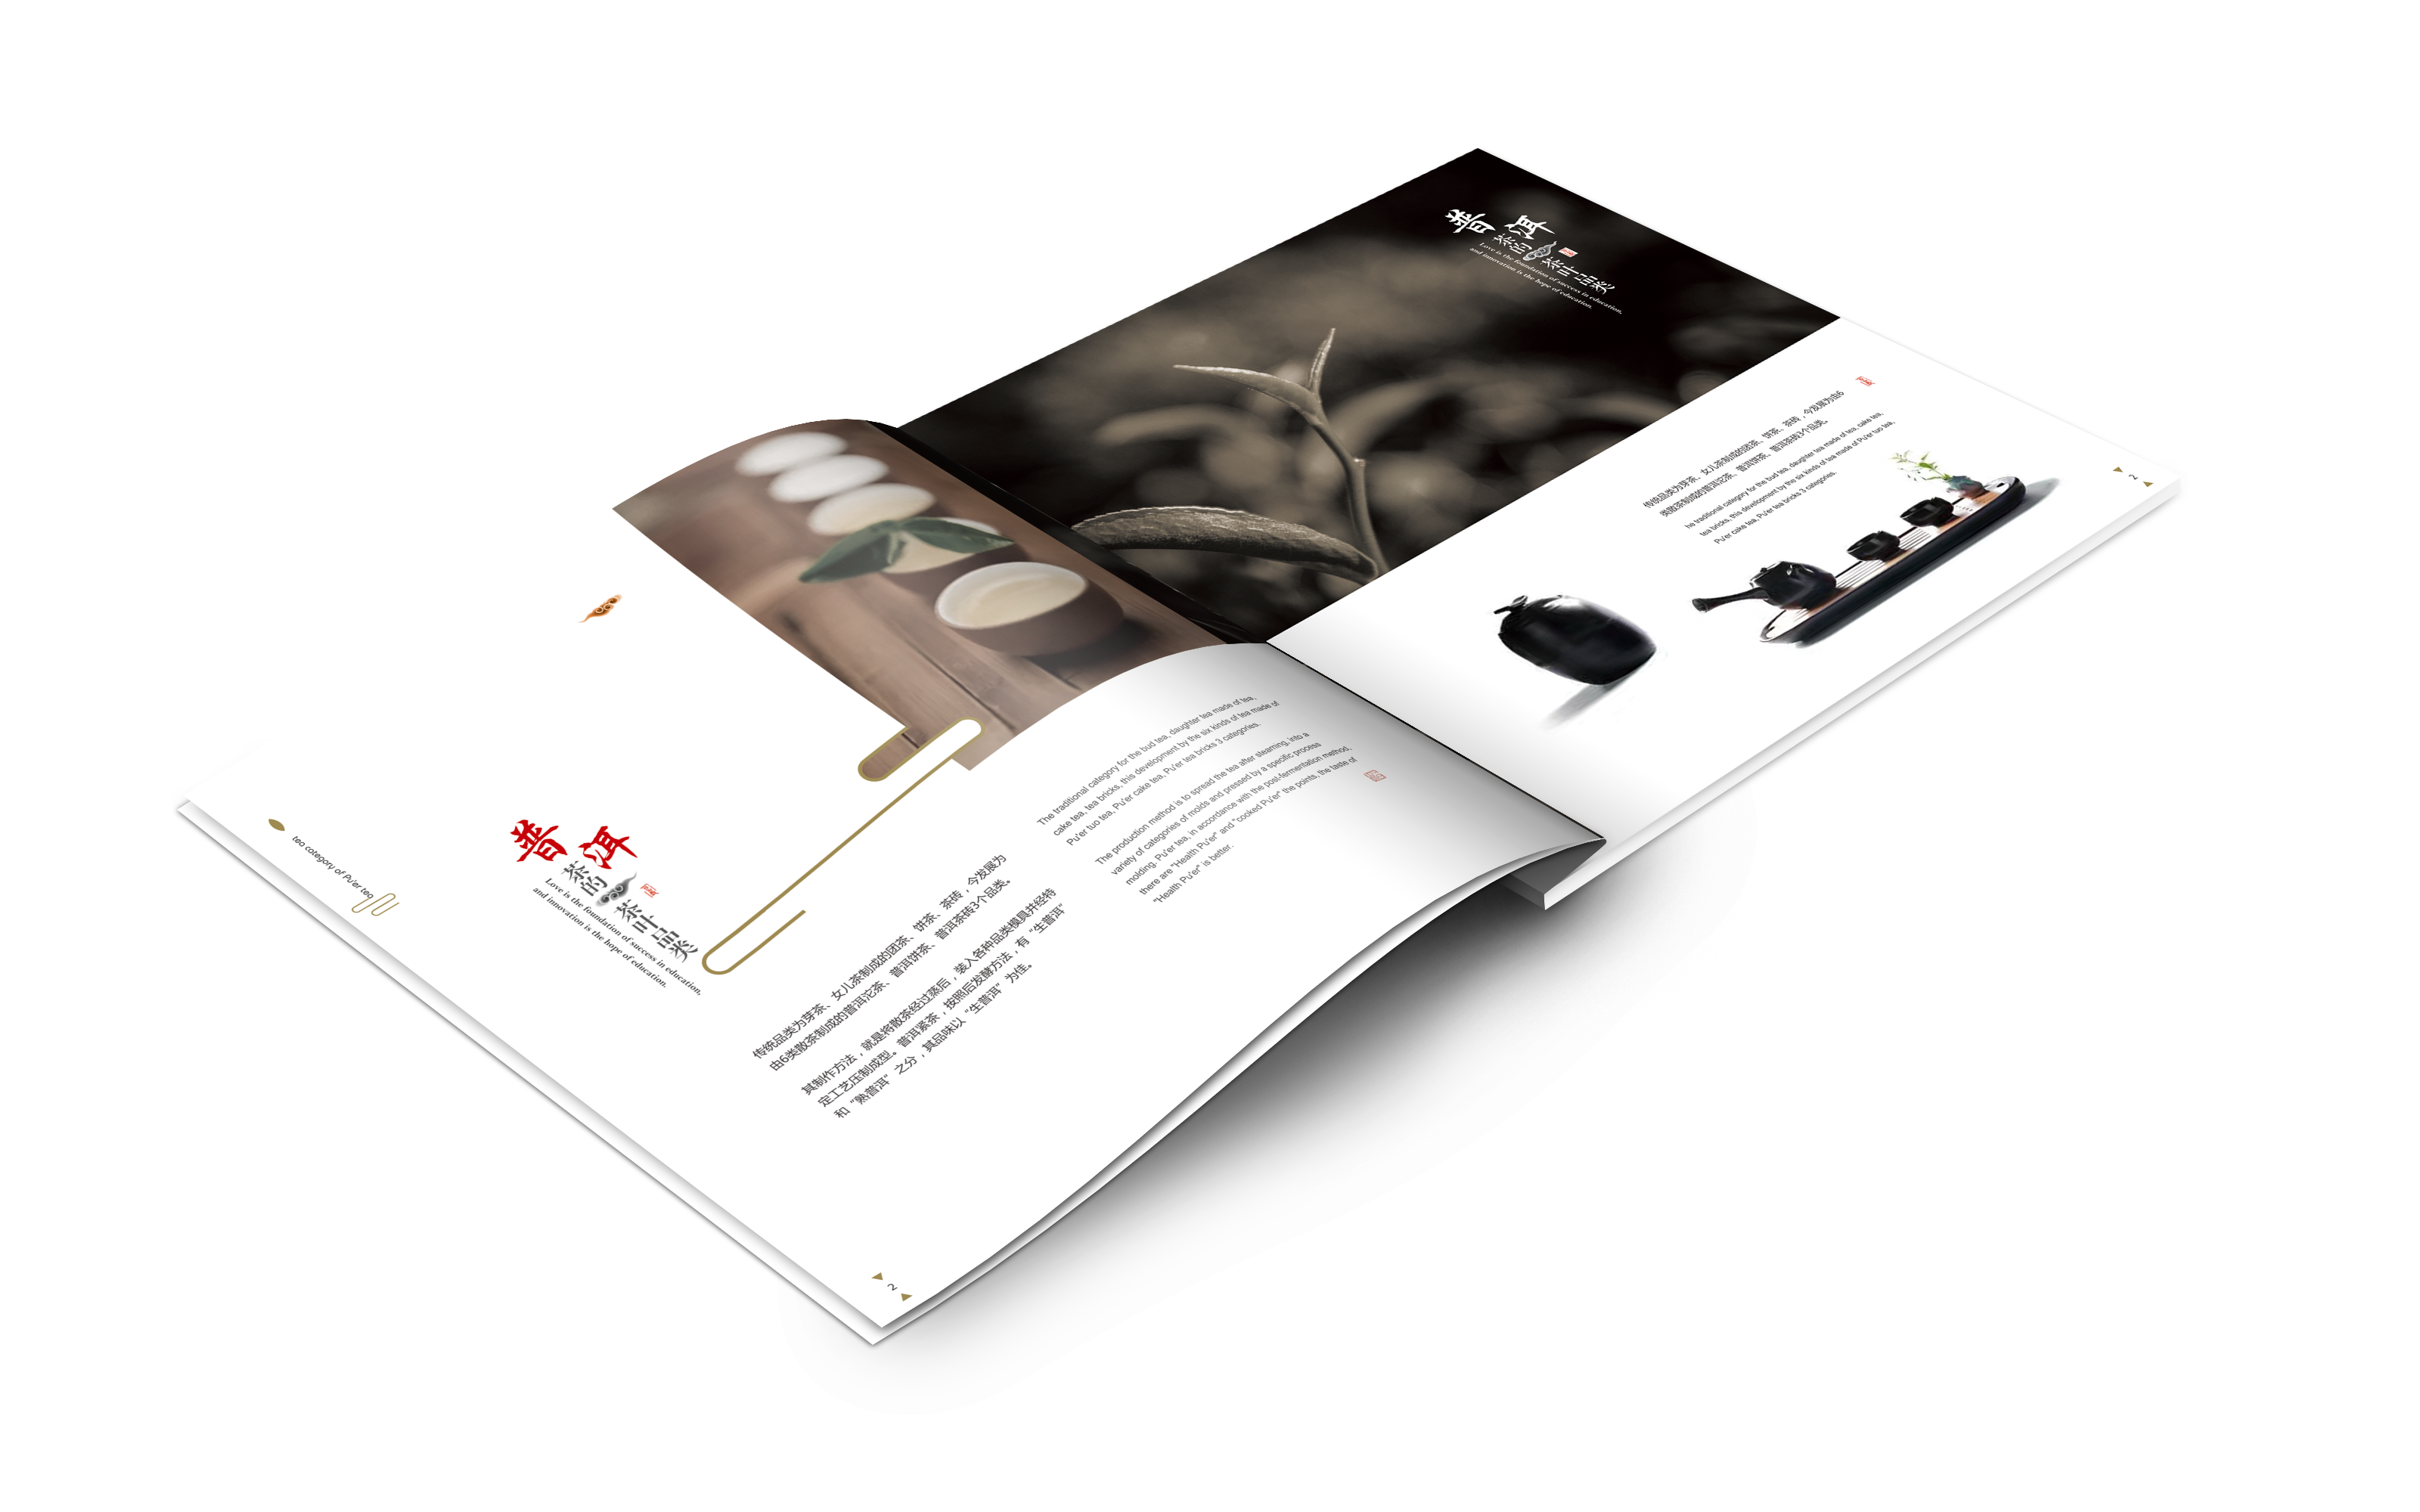 tea category of Pu'er tea
普洱
茶的
茶叶品类
Love is the foundation of success in education,
and innovation is the hope of education.
传统品类为芽茶、女儿茶制成的团茶、饼茶、茶砖，今发展为
由6类散茶制成的普洱沱茶、普洱饼茶、普洱茶砖3个品类。
其制作方法，就是将散茶经过蒸后，装入各种品类模具并经特
定工艺压制成型。普洱紧茶，按照后发酵方法，有“生普洱”
和“熟普洱”之分，其品味以“生普洱”为佳。
The traditional category for the bud tea, daughter tea made of tea,
cake tea, tea bricks, this development by the six kinds of tea made of
Pu'er tuo tea, Pu'er cake tea, Pu'er tea bricks 3 categories.
The production method is to spread the tea after steaming, into a
variety of categories of molds and pressed by a specific process
molding. Pu'er tea, in accordance with the post-fermentation method,
there are "Health Pu'er" and "cooked Pu'er" the points, the taste of
"Health Pu'er" is better.
2
普洱
茶的
茶叶品类
Love is the foundation of success in education,
and innovation is the hope of education.
传统品类为芽茶、女儿茶制成的团茶、饼茶、茶砖，今发展为由6
类散茶制成的普洱沱茶、普洱饼茶、普洱茶砖3个品类。
he traditional category for the bud tea, daughter tea made of tea, cake tea,
tea bricks, this development by the six kinds of tea made of Pu'er tuo tea,
Pu'er cake tea, Pu'er tea bricks 3 categories.
2